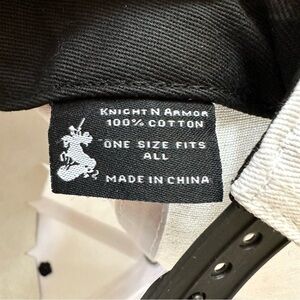 KNIGHT N ARMOR
100% COTTON
ONE SIZE FITS
ALL
MADE IN CHINA